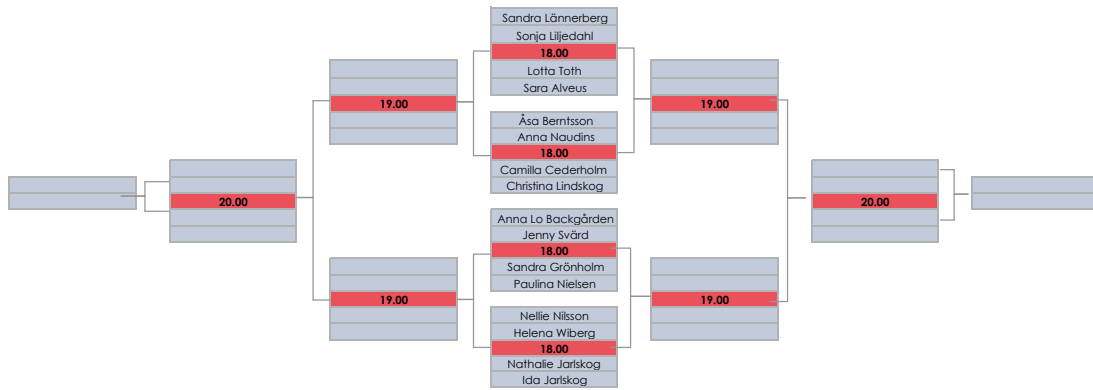 Sandra Lännerberg
Sonja Liljedahl
18.00
Lotta Toth
Sara Alveus
19.00
19.00
Åsa Berntsson
Anna Naudins
18.00
Camilla Cederholm
Christina Lindskog
20.00
20.00
Anna Lo Backgården
Jenny Svärd
18.00
Sandra Grönholm
Paulina Nielsen
19.00
19.00
Nellie Nilsson
Helena Wiberg
18.00
Nathalie Jarlskog
Ida Jarlskog